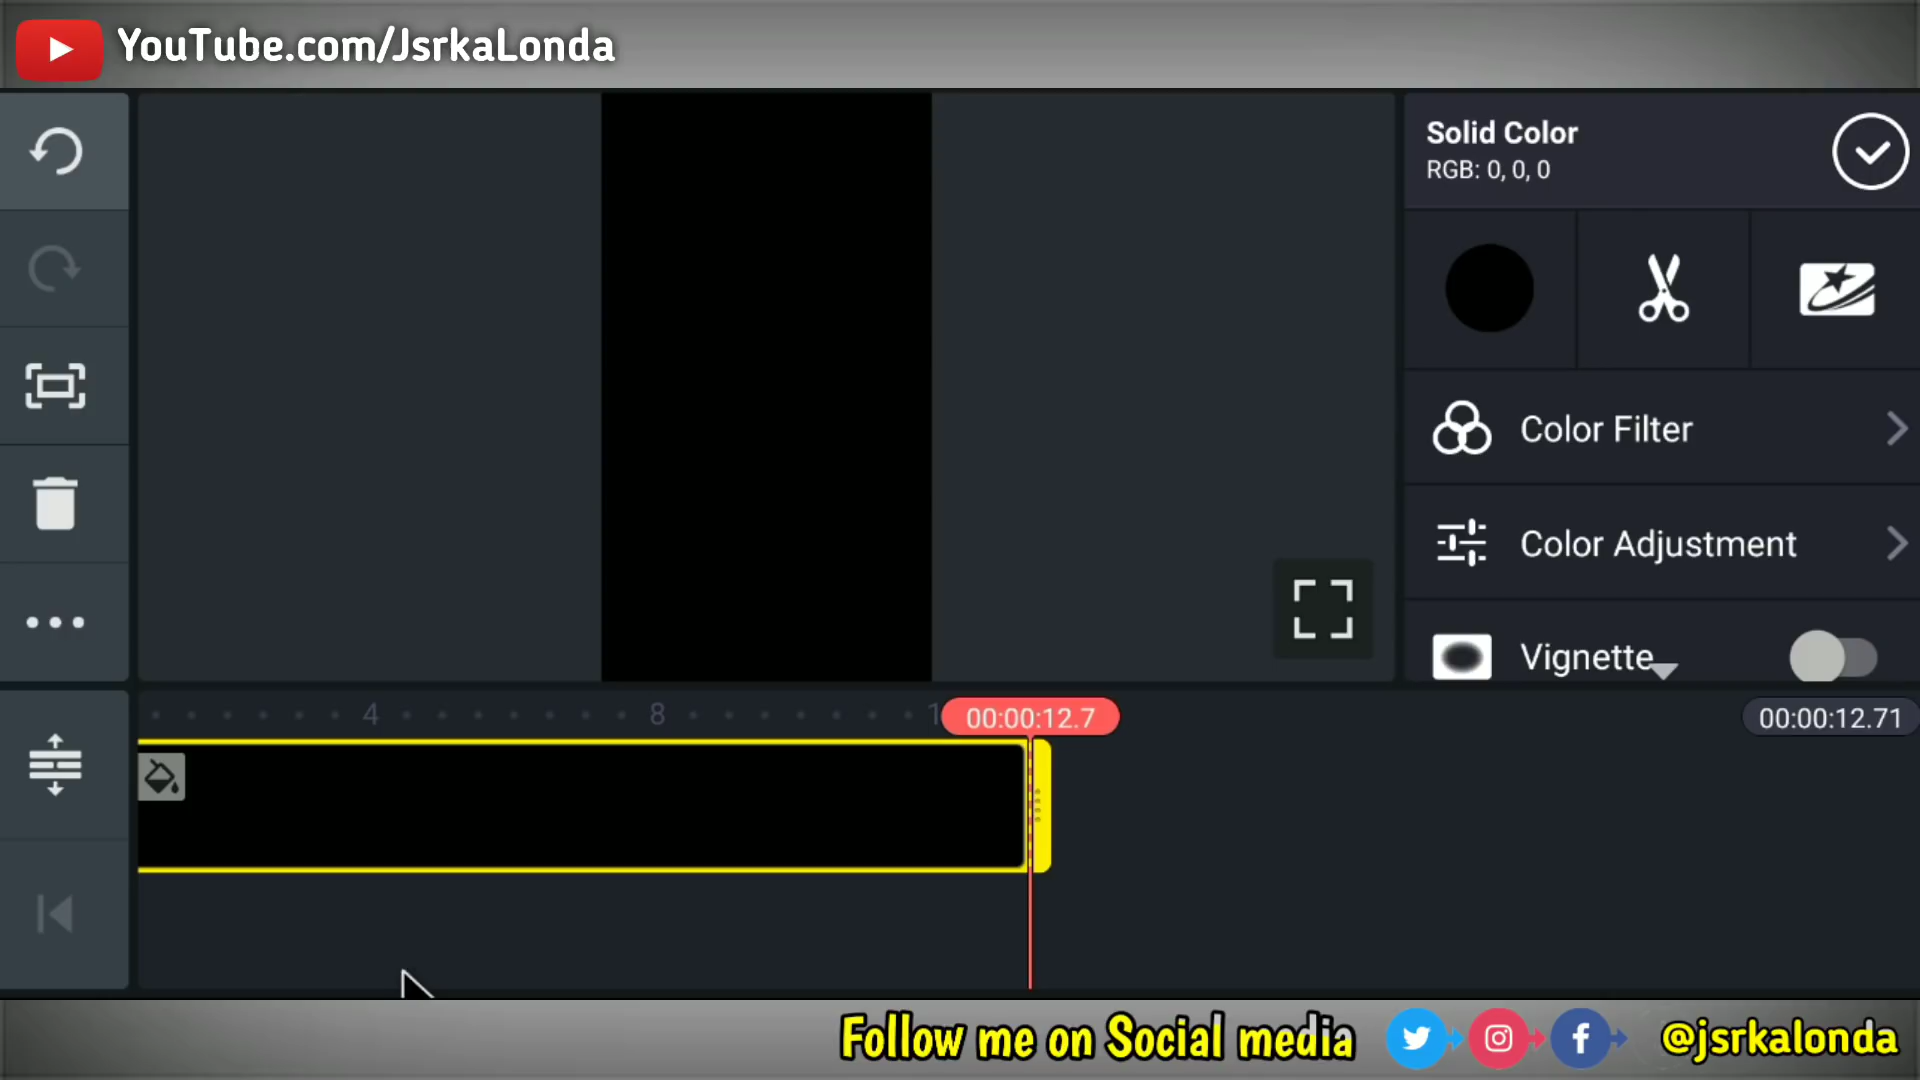 YouTube.com/JsrkaLonda
Solid Color
RGB: 0, 0, 0
Color Filter
Color Adjustment
Vignette
4
8
1
00:00:12.7
00:00:12.71
Follow me on Social media
@jsrkalonda